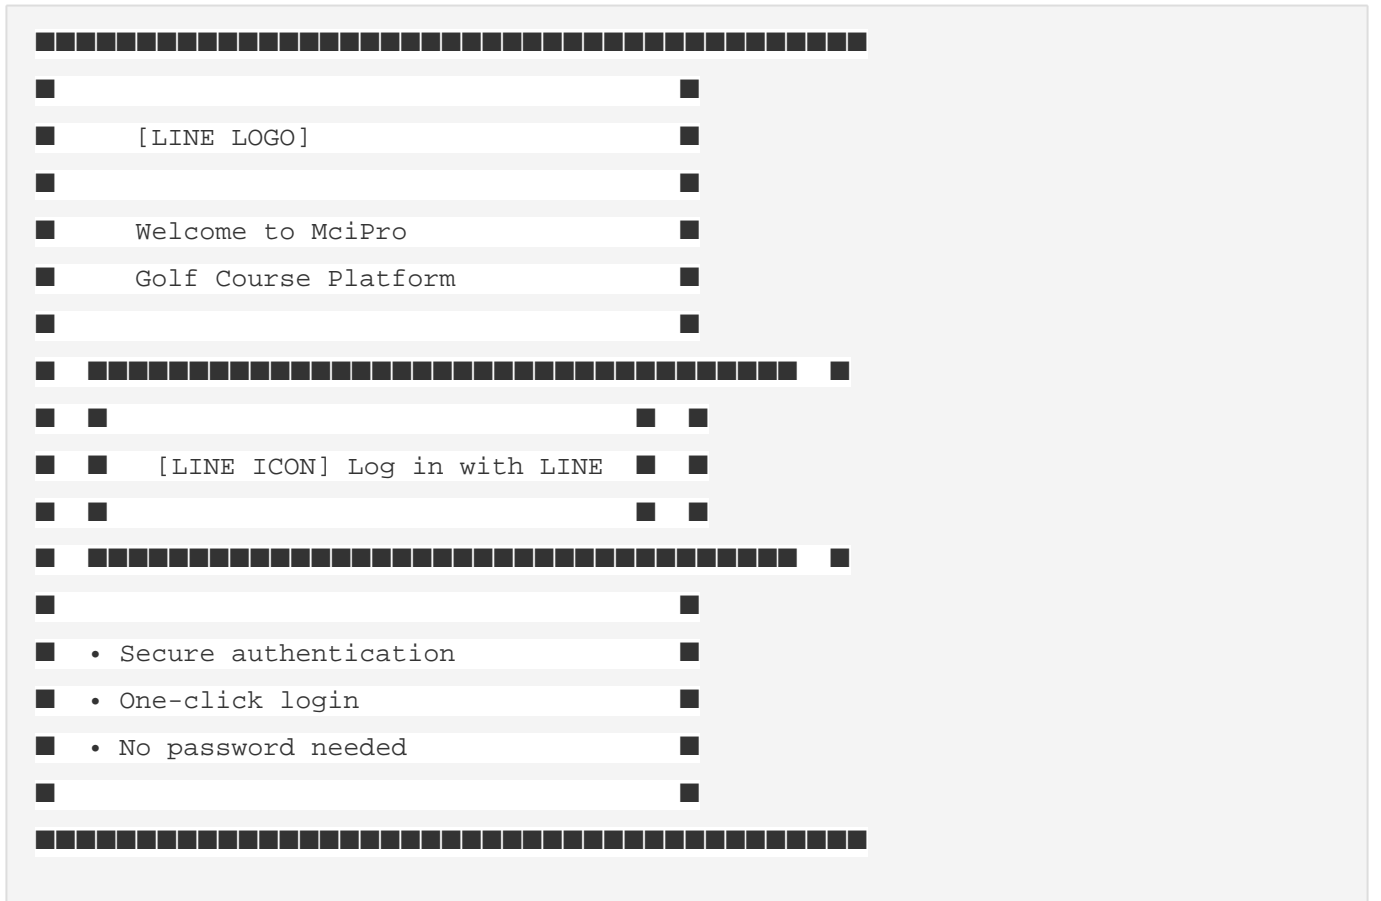 [LINE LOGO]
Welcome to MciPro
Golf Course Platform
[LINE ICON] Log in with LINE
• Secure authentication
• One-click login
• No password needed